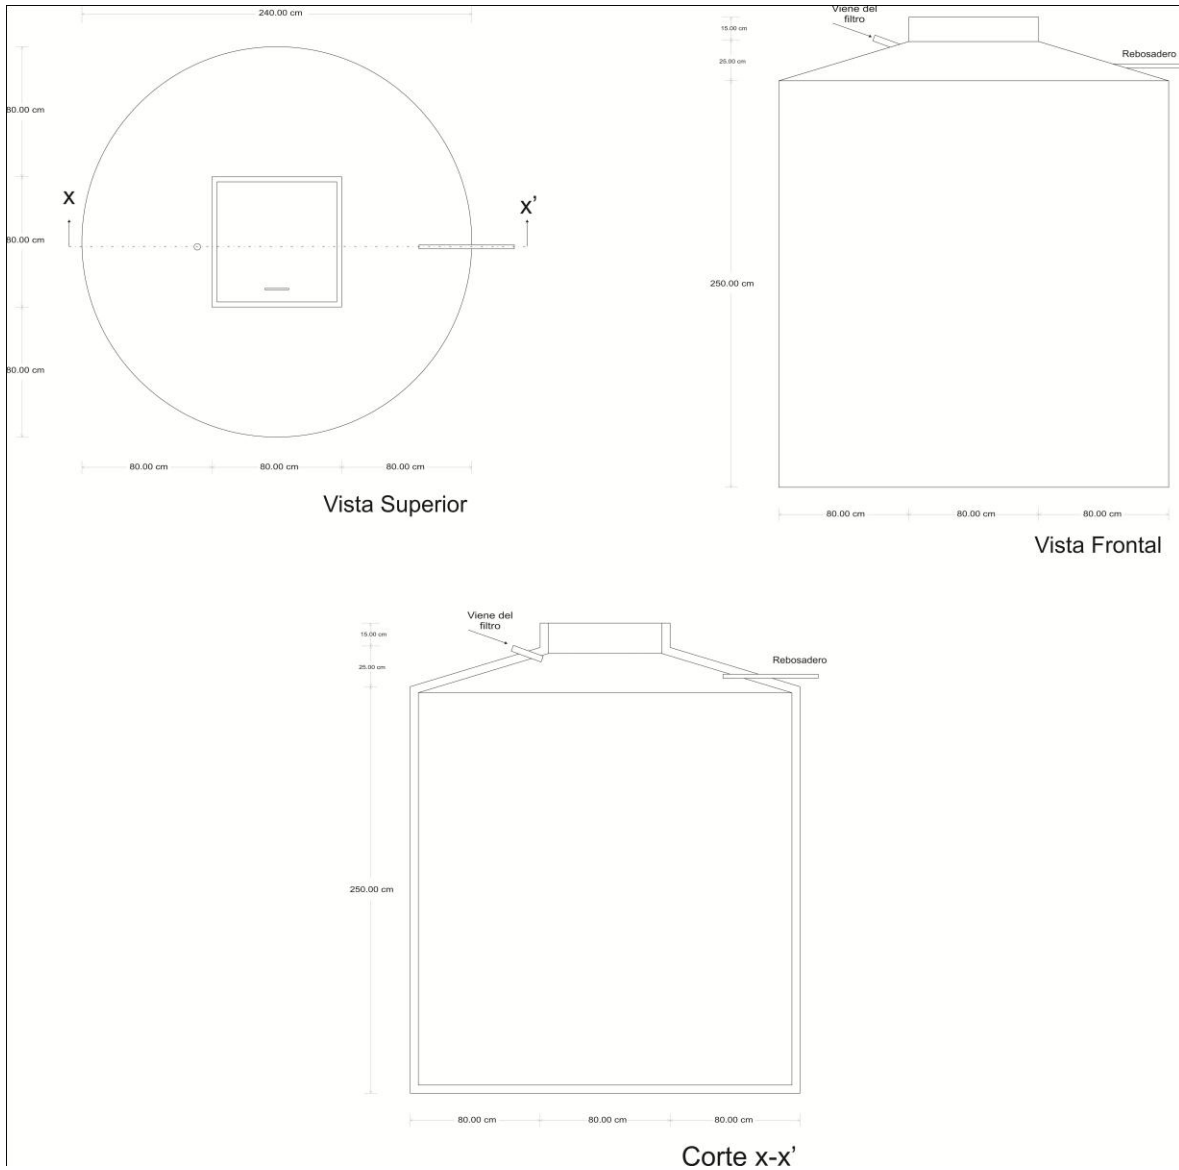 240.00 cm
80.00 cm
80.00 cm
80.00 cm
x
x'
80.00 cm
80.00 cm
80.00 cm
Vista Superior
Viene del
filtro
15.00 cm
25.00 cm
Rebosadero
250.00 cm
80.00 cm
80.00 cm
80.00 cm
Vista Frontal
Viene del
filtro
15.00 cm
25.00 cm
Rebosadero
250.00 cm
80.00 cm
80.00 cm
80.00 cm
Corte x-x'